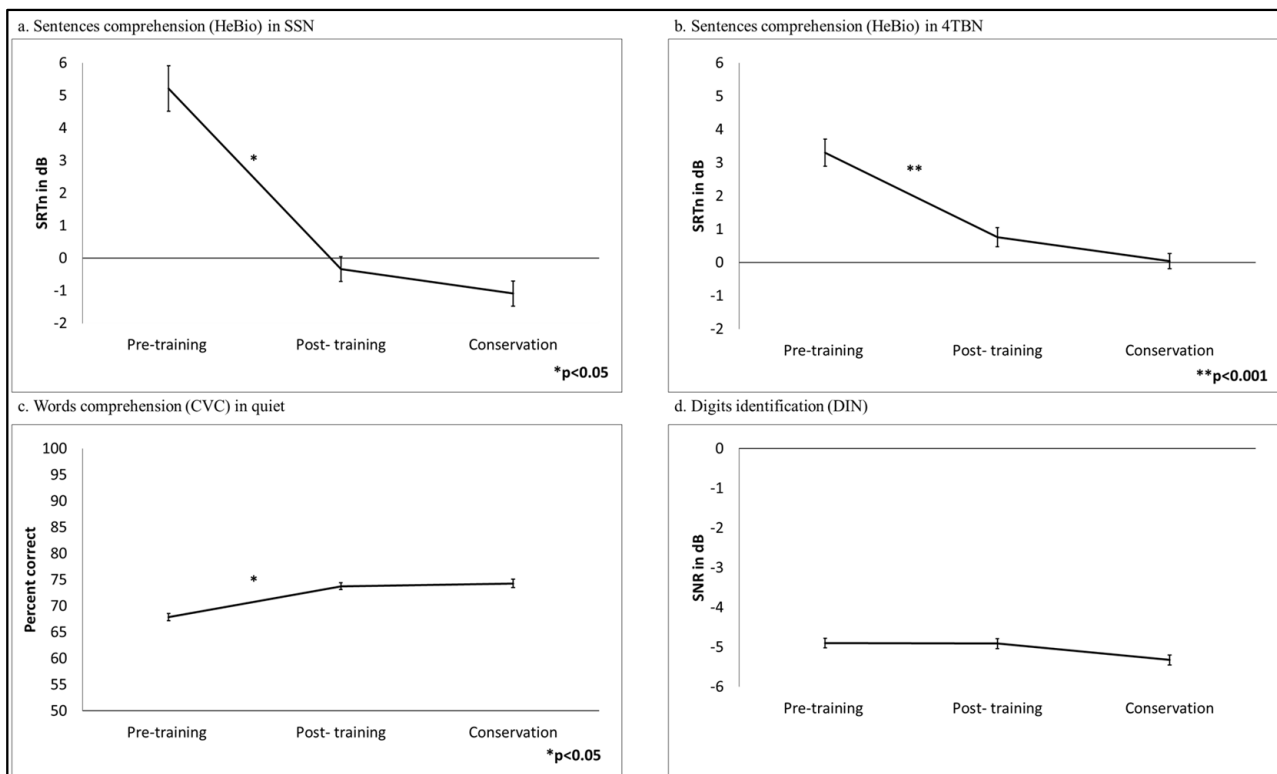 a. Sentences comprehension (HeBio) in SSN
6
5
4
3
2
1
0
-1
-2
SRTn in dB
*
Pre-training Post- training Conservation
*p<0.05
b. Sentences comprehension (HeBio) in 4TBN
6
5
4
3
2
1
0
-1
-2
SRTn in dB
**
Pre-training Post- training Conservation
**p<0.001
c. Words comprehension (CVC) in quiet
100
95
90
85
80
75
70
65
60
55
50
Percent correct
*
Pre-training Post- training Conservation
*p<0.05
d. Digits identification (DIN)
0
-1
-2
-3
-4
-5
-6
SNR in dB
Pre-training Post- training Conservation